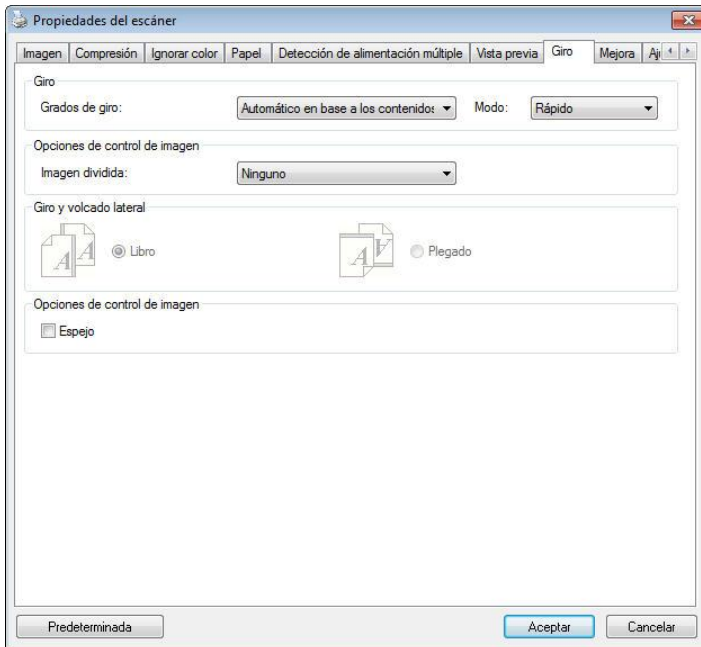 Propiedades del escáner
Imagen Compresión Ignorar color Papel Detección de alimentación múltiple Vista previa Giro Mejora Aju
Giro
Grados de giro: Automático en base a los contenidos Modo: Rápido
Opciones de control de imagen
Imagen dividida: Ninguno
Giro y volcado lateral
A A Libro A A Plegado
Opciones de control de imagen
Espejo
Predeterminada Aceptar Cancelar